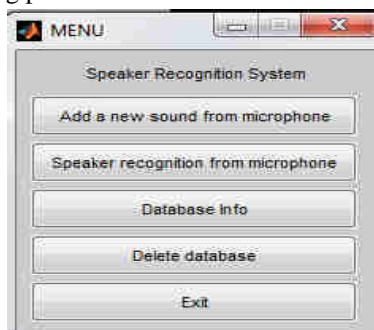 MENU
Speaker Recognition System
Add a new sound from microphone
Speaker recognition from microphone
Database Info
Delete database
Exit